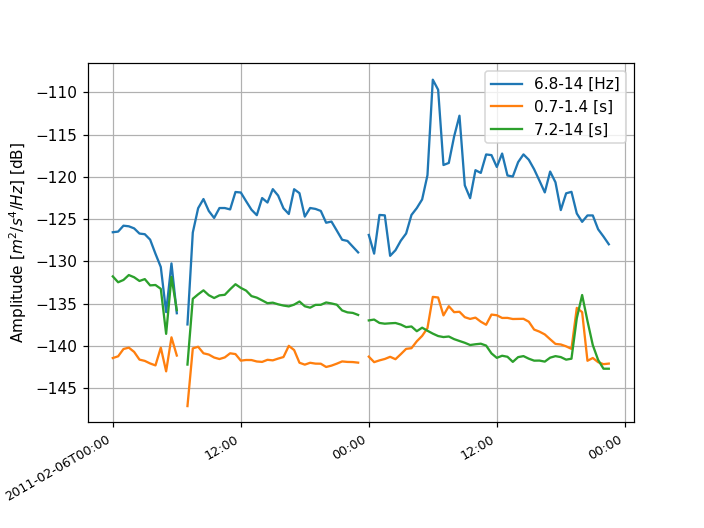 6.8-14 [Hz]
0.7-1.4 [s]
7.2-14 [s]
Amplitude [m²/s⁴/Hz] [dB]
−110
−115
−120
−125
−130
−135
−140
−145
2011-02-06T00:00
12:00
00:00
12:00
00:00